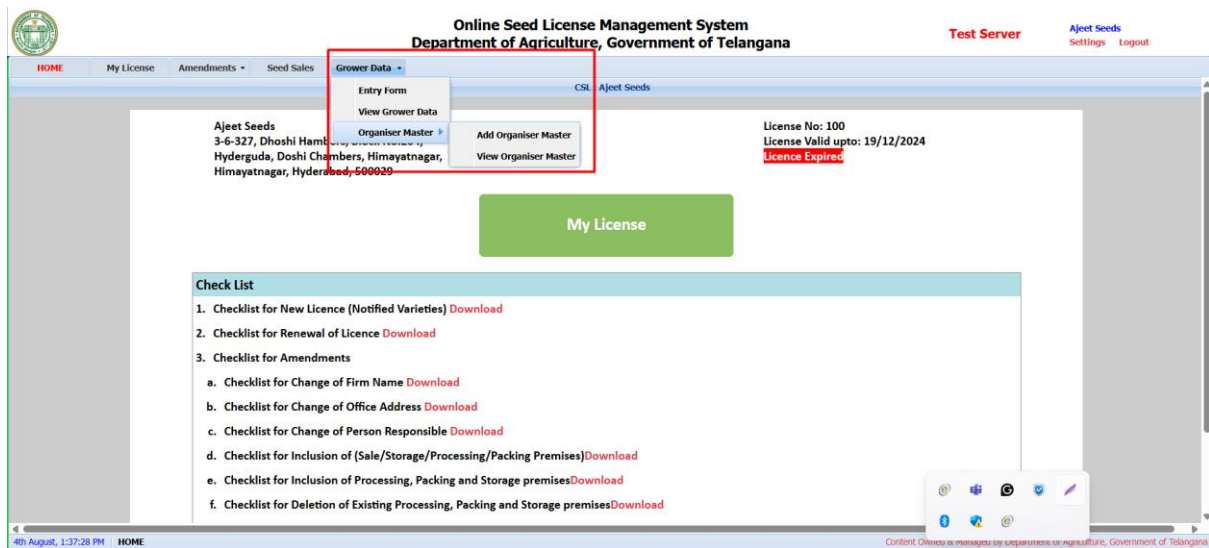 Online Seed License Management System
Department of Agriculture, Government of Telangana
Test Server
Ajeet Seeds
Settings Logout
HOME My License Amendments Seed Sales Grower Data
CSL Ajeet Seeds
Entry Form
View Grower Data
Organiser Master
Add Organiser Master
View Organiser Master
Ajeet Seeds
3-6-327, Dhoshi
Hyderguda, Doshi Chambers, Himayatnagar,
Himayatnagar, Hyderabad, 500029
License No: 100
License Valid upto: 19/12/2024
Licence Expired
My License
Check List
1. Checklist for New Licence (Notified Varieties) Download
2. Checklist for Renewal of Licence Download
3. Checklist for Amendments
a. Checklist for Change of Firm Name Download
b. Checklist for Change of Office Address Download
c. Checklist for Change of Person Responsible Download
d. Checklist for Inclusion of (Sale/Storage/Processing/Packing Premises)Download
e. Checklist for Inclusion of Processing, Packing and Storage premisesDownload
f. Checklist for Deletion of Existing Processing, Packing and Storage premisesDownload
4th August, 1:37:28 PM HOME
Content Owned & Managed by Department of Agriculture, Government of Telangana